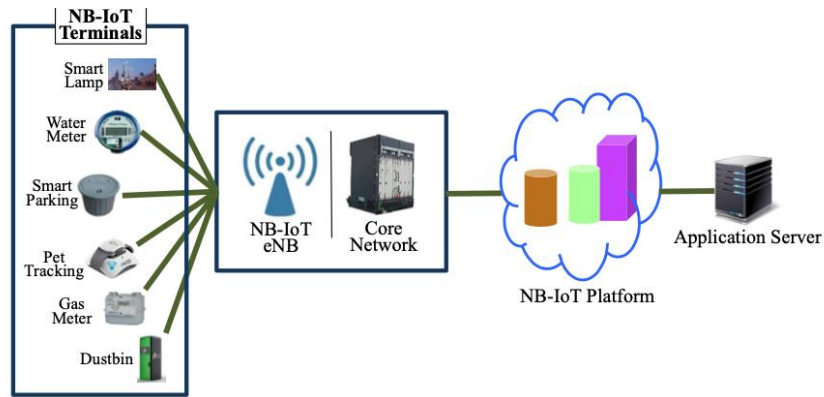 NB-IoT
Terminals
Smart
Lamp
Water
Meter
Smart
Parking
Pet
Tracking
Gas
Meter
Dustbin
NB-IoT
eNB
Core
Network
NB-IoT Platform
Application Server